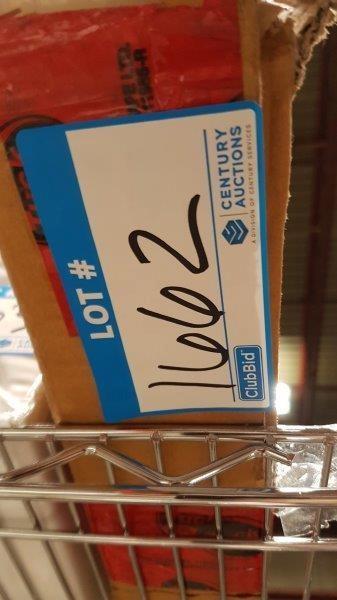 LOT #
1662
ClubBid
CENTURY
AUCTIONS
A DIVISION OF CENTURY SERVICES